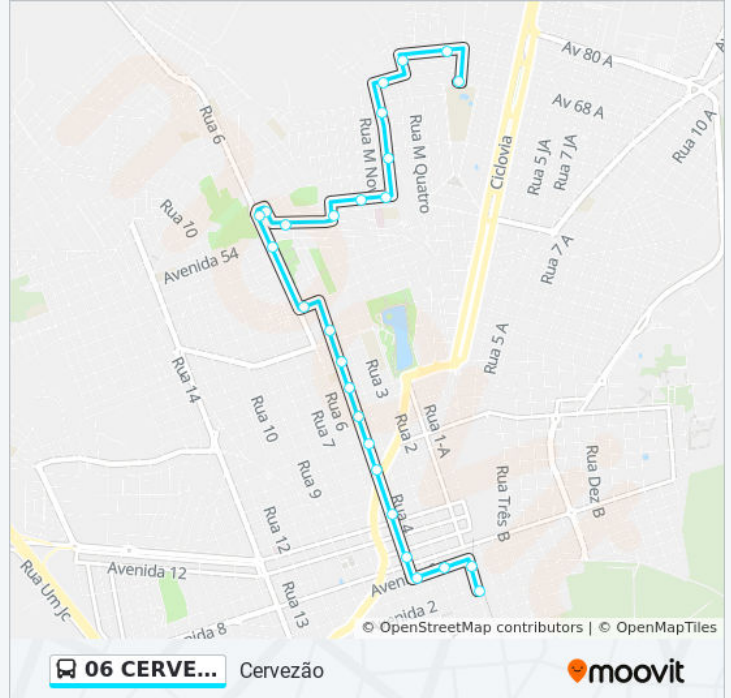 Av 80 A
Av
Rua 6
Av 68 A
Rua 10 A
Rua M Nov
Rua M Quatro
Ciclovia
Rua 5 JA
Rua 7 JA
Rua 10
Avenida 54
Rua 7 A
Rua 5 A
Rua 14
Rua 3
Rua 6
Rua 10
Rua 7
Rua 2
Rua 1-A
Rua 9
Rua Três B
Rua Dez B
Rua 4
Rua 12
Avenida 12
Aven
Rua Um Jc
Rua 13
nida 2
nida 8
© OpenStreetMap contributors | © OpenMapTiles
06 CERVE...
Cervezão
moovit